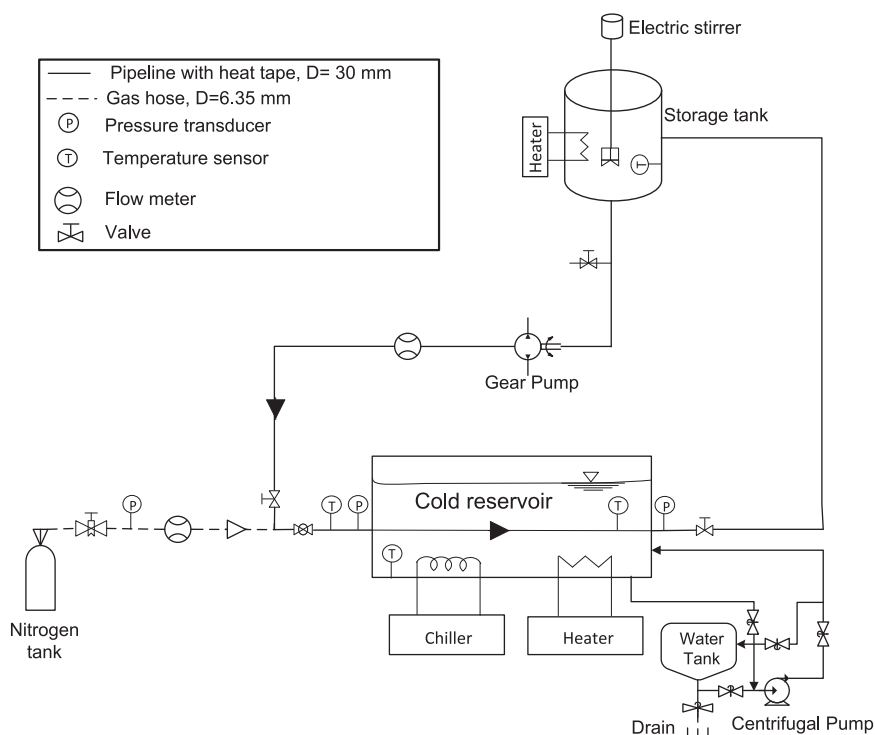 Electric stirrer
Pipeline with heat tape, D= 30 mm
Gas hose, D=6.35 mm
P
Pressure transducer
T
Temperature sensor
Flow meter
Valve
Storage tank
Heater
T
Gear Pump
P
T
P
Cold reservoir
T
P
T
Nitrogen
tank
Chiller
Heater
Water
Tank
Drain
Centrifugal Pump